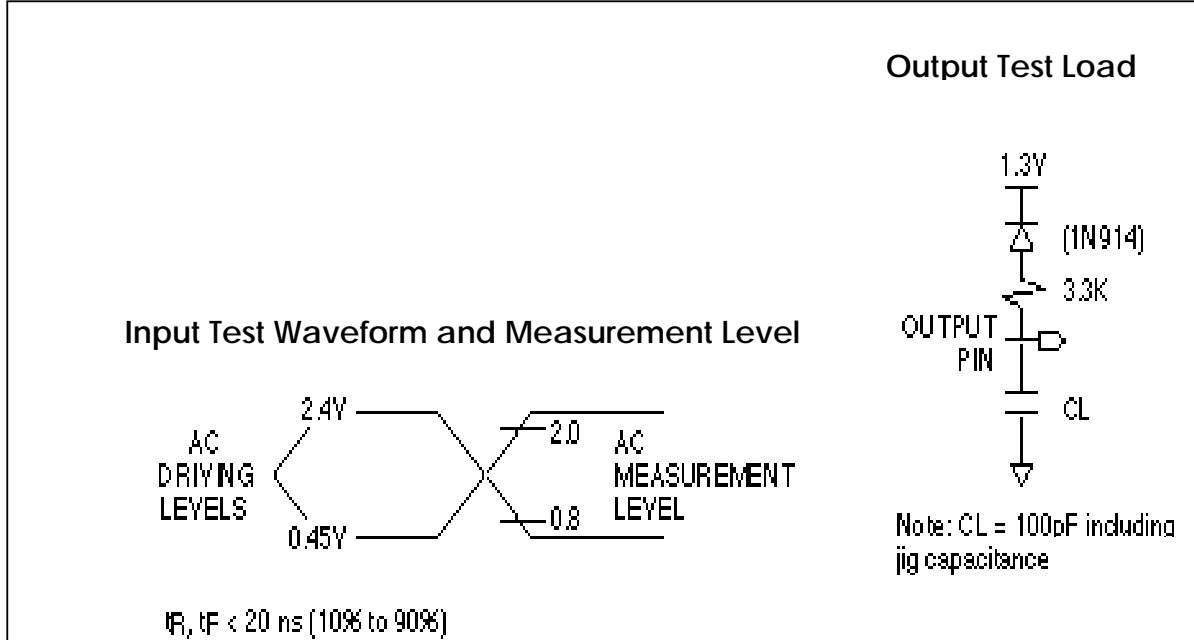 Output Test Load
1.3V
(1N914)
3.3K
OUTPUT
PIN
CL
Note: CL = 100pF including
jig capacitance
Input Test Waveform and Measurement Level
2.4V
AC
DRIVING
LEVELS
0.45V
2.0
0.8
AC
MEASUREMENT
LEVEL
tR, tF < 20 ns (10% to 90%)